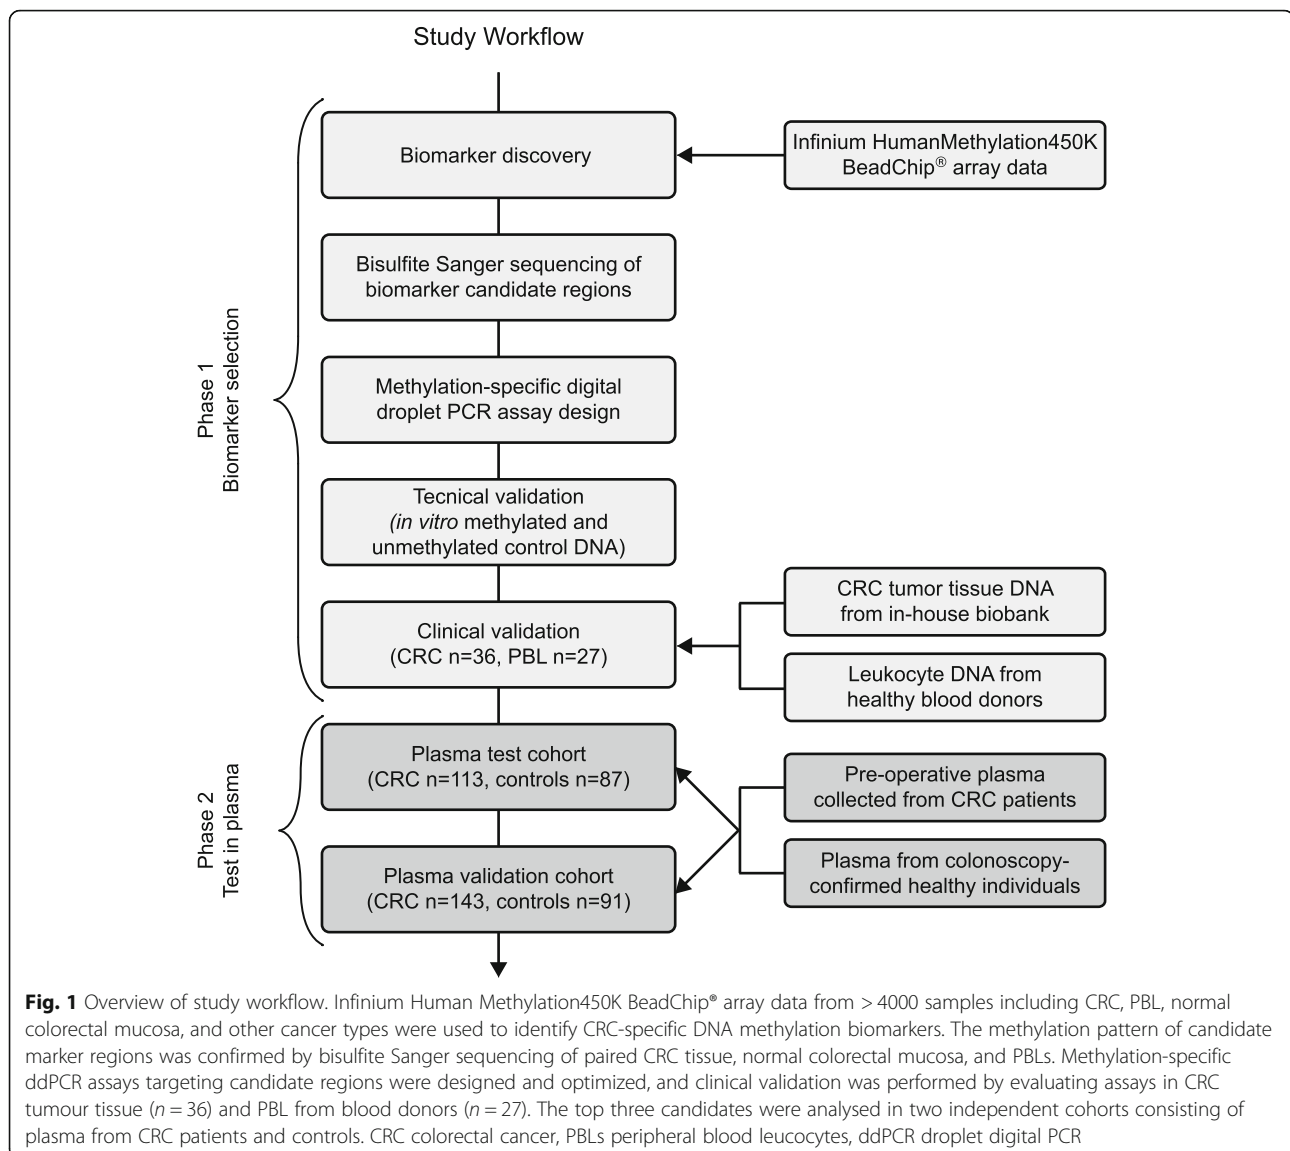 Study Workflow
Biomarker discovery
Infinium HumanMethylation450K
BeadChip® array data
Bisulfite Sanger sequencing of
biomarker candidate regions
Phase 1
Biomarker selection
Methylation-specific digital
droplet PCR assay design
Tecnical validation
(in vitro methylated and
unmethylated control DNA)
Clinical validation
(CRC n=36, PBL n=27)
CRC tumor tissue DNA
from in-house biobank
Leukocyte DNA from
healthy blood donors
Phase 2
Test in plasma
Plasma test cohort
(CRC n=113, controls n=87)
Pre-operative plasma
collected from CRC patients
Plasma validation cohort
(CRC n=143, controls n=91)
Plasma from colonoscopy-
confirmed healthy individuals
Fig. 1 Overview of study workflow. Infinium Human Methylation450K BeadChip® array data from > 4000 samples including CRC, PBL, normal
colorectal mucosa, and other cancer types were used to identify CRC-specific DNA methylation biomarkers. The methylation pattern of candidate
marker regions was confirmed by bisulfite Sanger sequencing of paired CRC tissue, normal colorectal mucosa, and PBLs. Methylation-specific
ddPCR assays targeting candidate regions were designed and optimized, and clinical validation was performed by evaluating assays in CRC
tumour tissue (n = 36) and PBL from blood donors (n = 27). The top three candidates were analysed in two independent cohorts consisting of
plasma from CRC patients and controls. CRC colorectal cancer, PBLs peripheral blood leucocytes, ddPCR droplet digital PCR